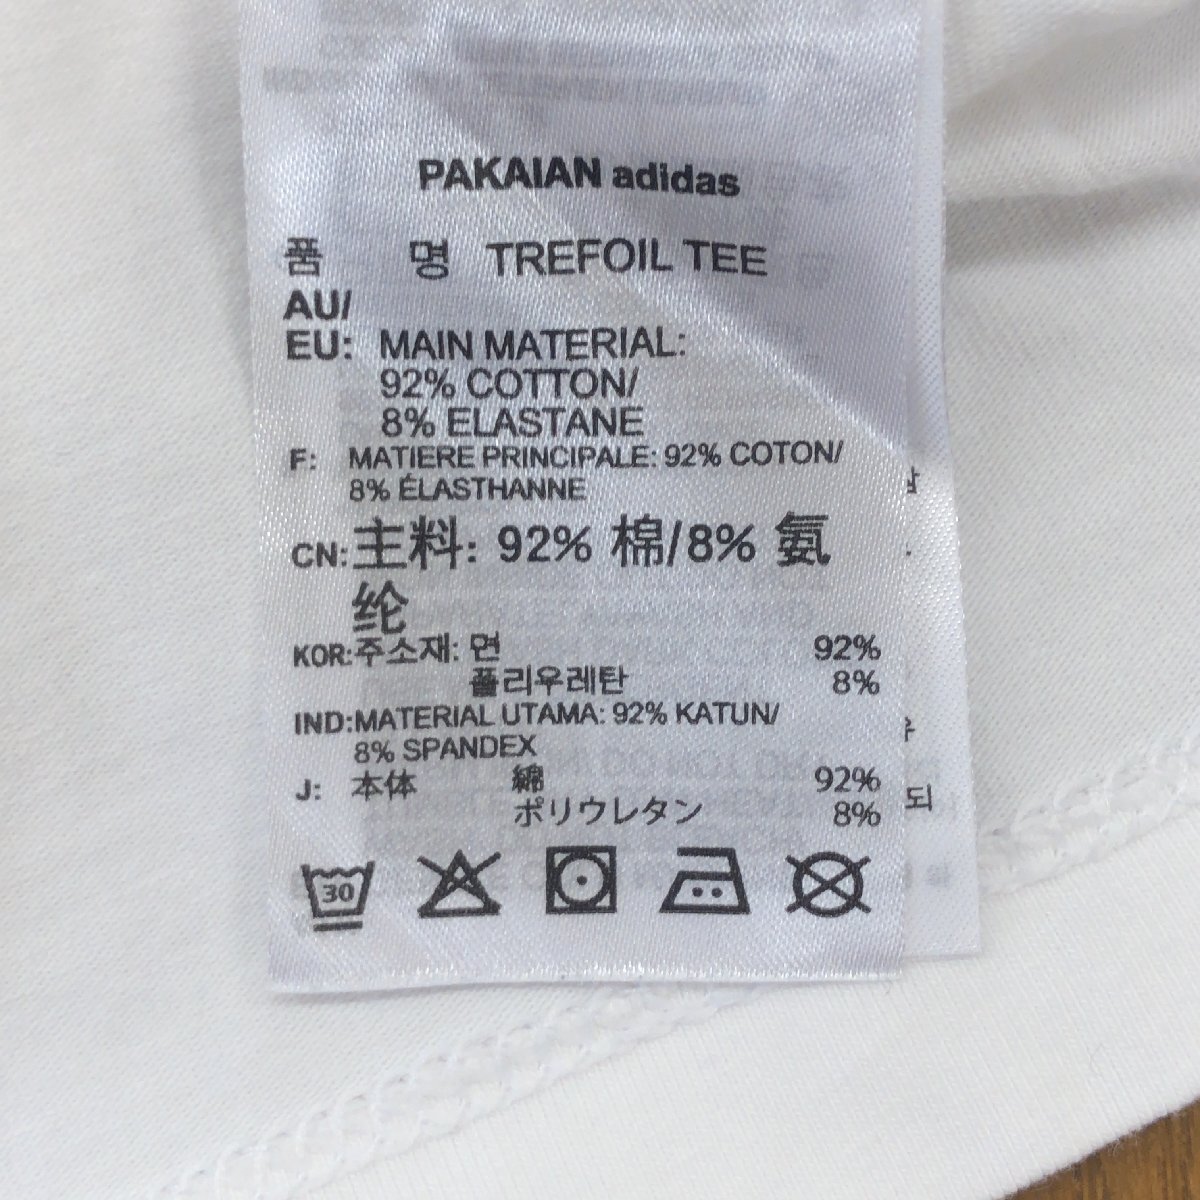 PAKAIAN adidas
품 명 TREFOIL TEE
AU/
EU: MAIN MATERIAL:
92% COTTON/
8% ELASTANE
F: MATIERE PRINCIPALE: 92% COTON/
8% ÉLASTHANNE
CN:主料: 92% 棉/8% 氨
纶
KOR:주소재: 면 92%
폴리우레탄 8%
IND:MATERIAL UTAMA: 92% KATUN/
8% SPANDEX
J: 本体 綿 92%
ポリウレタン 8%
되
30